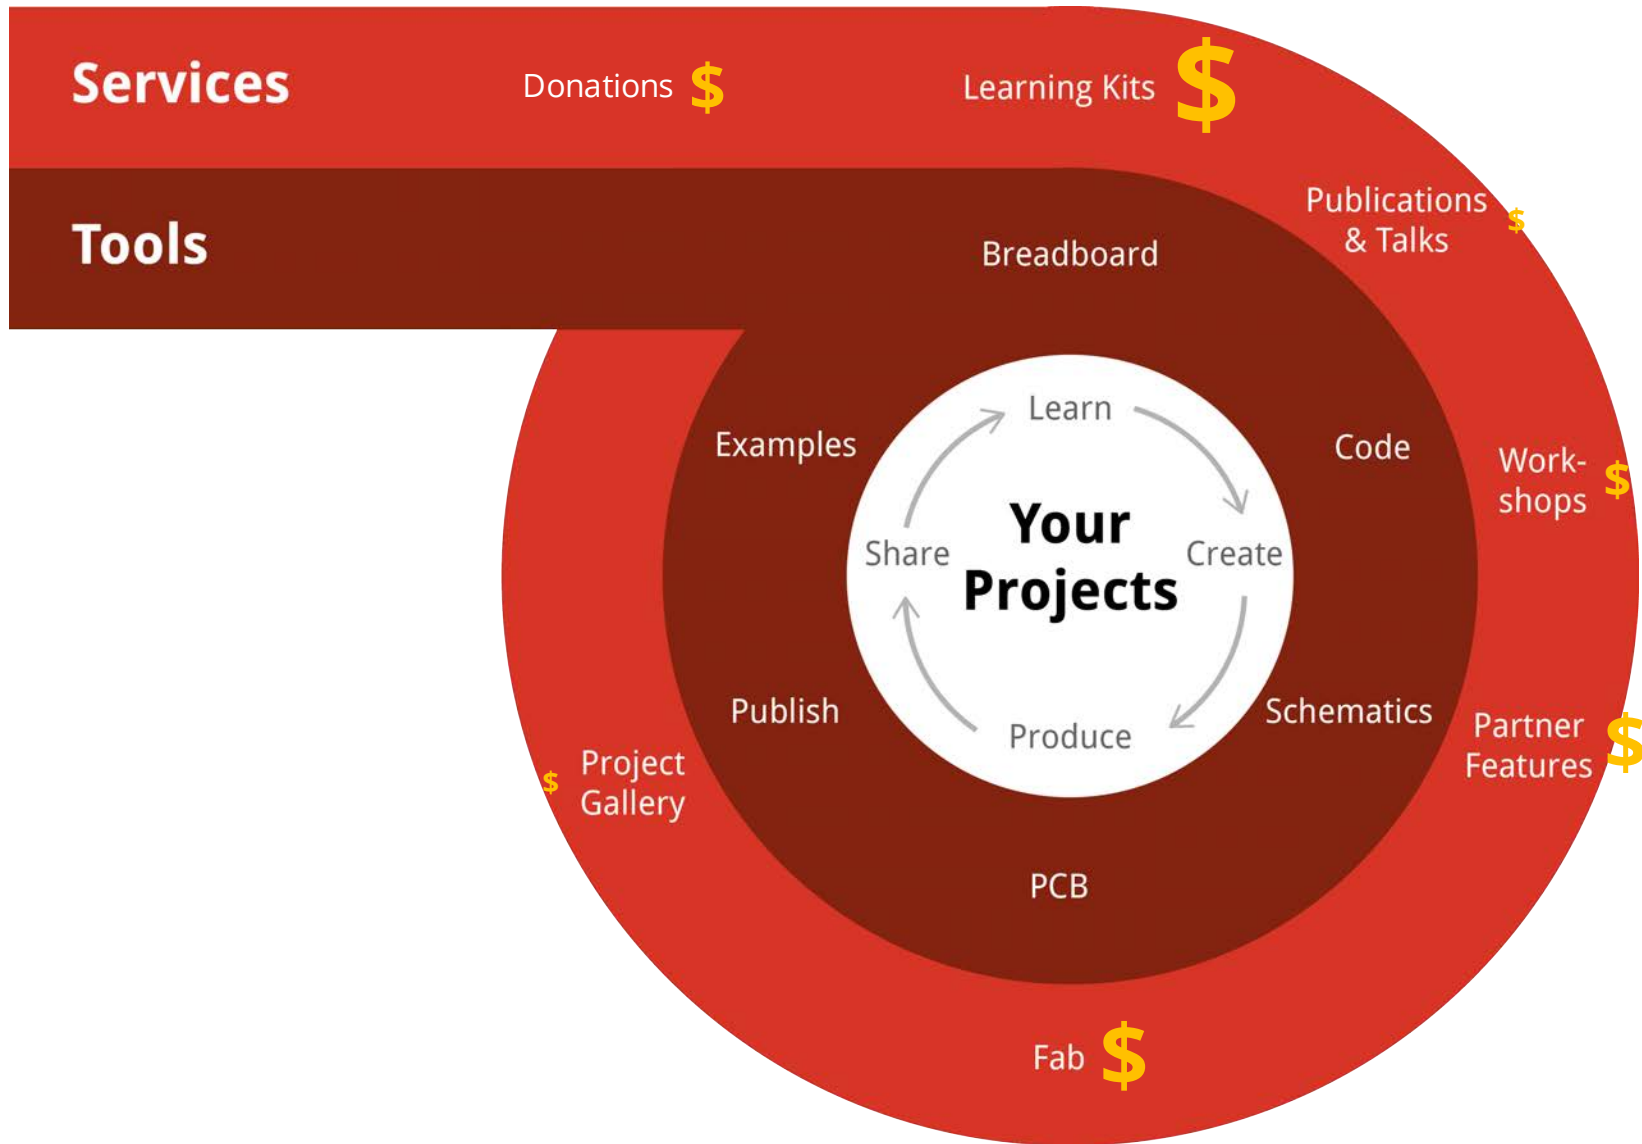 Services
Donations $
Learning Kits $
Publications
& Talks $
Tools
Breadboard
Examples
Code
Work-
shops $
Learn
Share
Your
Projects
Create
Produce
Publish
Schematics
Partner
Features $
Project
Gallery $
PCB
Fab $